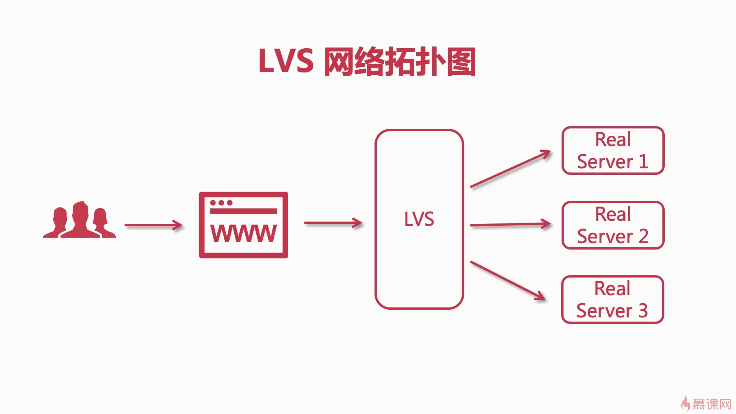 LVS 网络拓扑图
Real
Server 1
WWW
LVS
Real
Server 2
Real
Server 3
慕课网